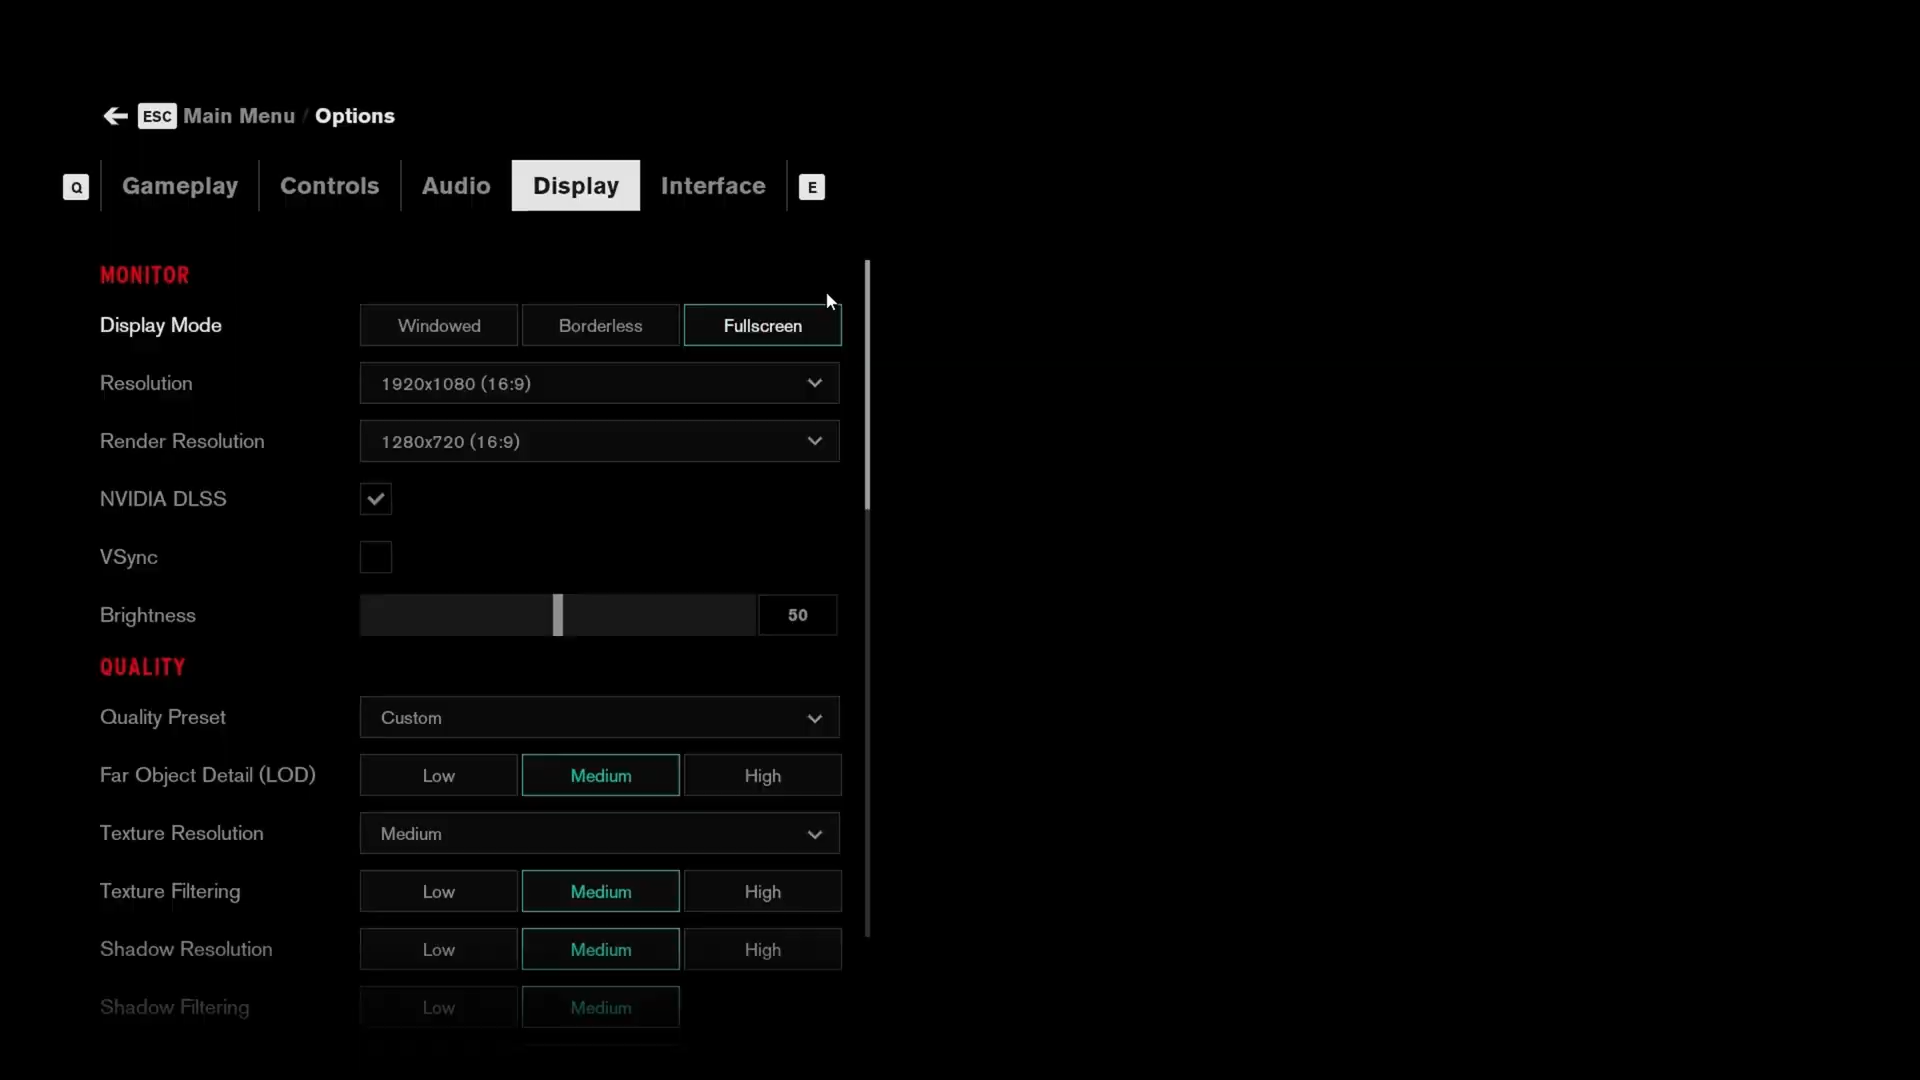 ESC Main Menu / Options
Q Gameplay Controls Audio Display Interface E
MONITOR
Display Mode Windowed Borderless Fullscreen
Resolution 1920x1080 (16:9)
Render Resolution 1280x720 (16:9)
NVIDIA DLSS
VSync
Brightness 50
QUALITY
Quality Preset Custom
Far Object Detail (LOD) Low Medium High
Texture Resolution Medium
Texture Filtering Low Medium High
Shadow Resolution Low Medium High
Shadow Filtering Low Medium